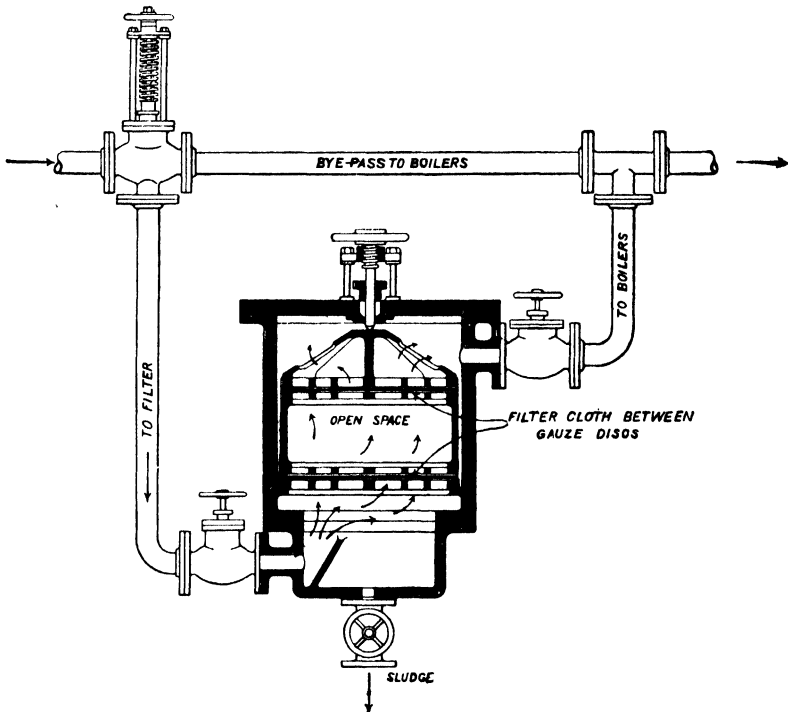 BYE-PASS TO BOILERS
TO BOILERS
TO FILTER
OPEN SPACE
FILTER CLOTH BETWEEN
GAUZE DISCS
SLUDGE